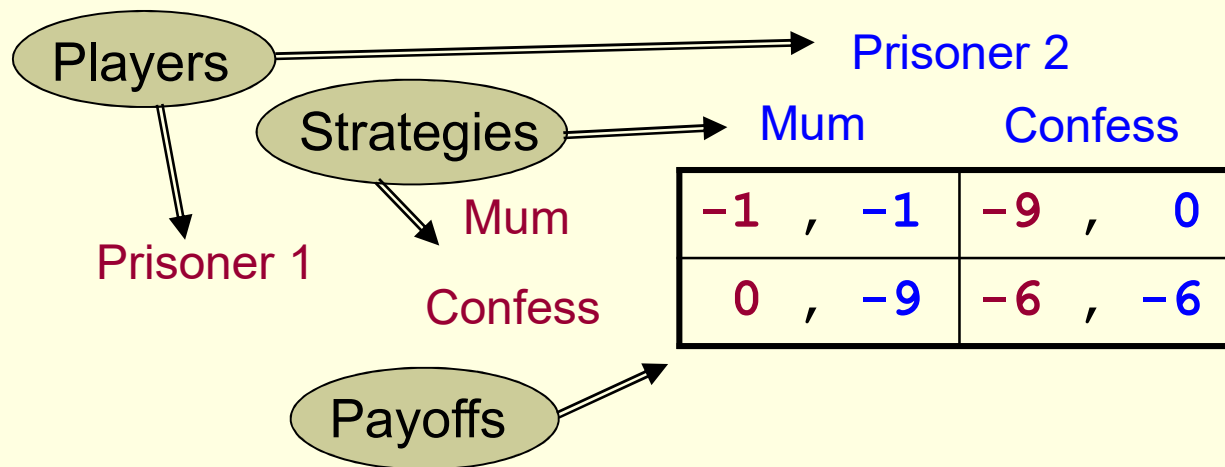 Players
Prisoner 2
Strategies
Mum Confess
Mum
-1 , -1 -9 , 0
Prisoner 1
Confess
0 , -9 -6 , -6
Payoffs